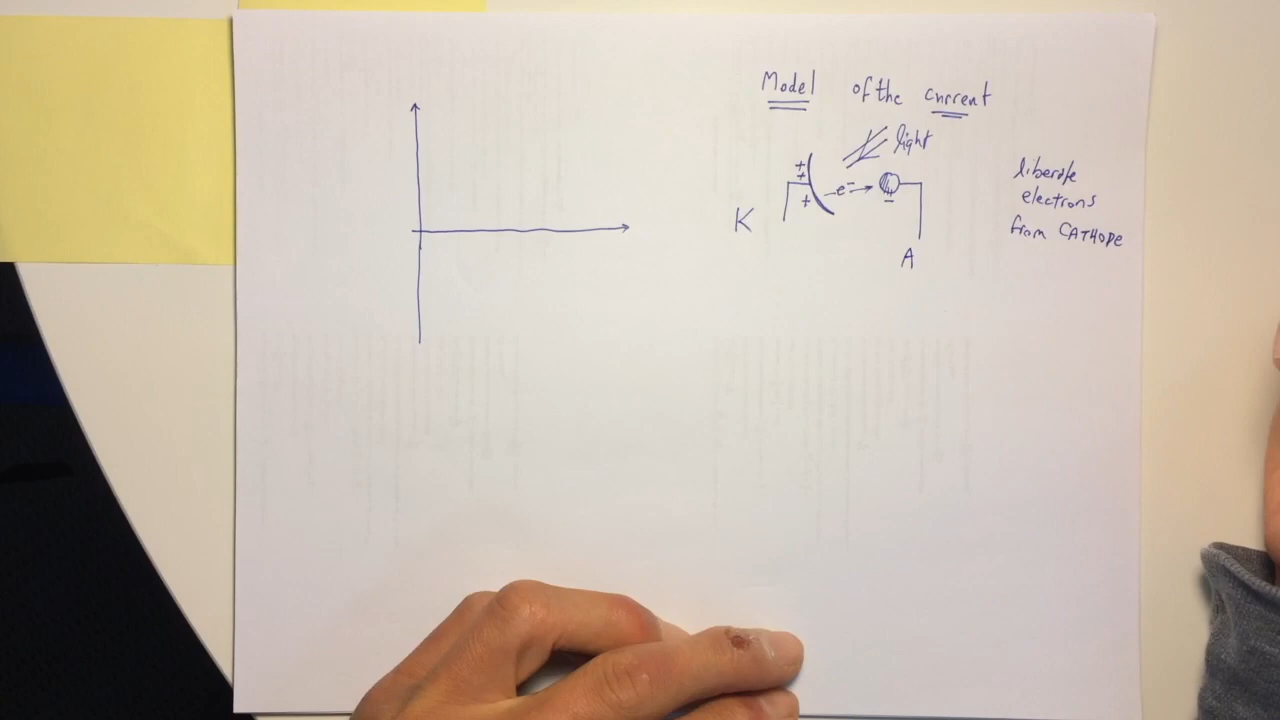 Model of the current
light
+
+
+
e-
-
K
A
liberate
electrons
from CATHODE